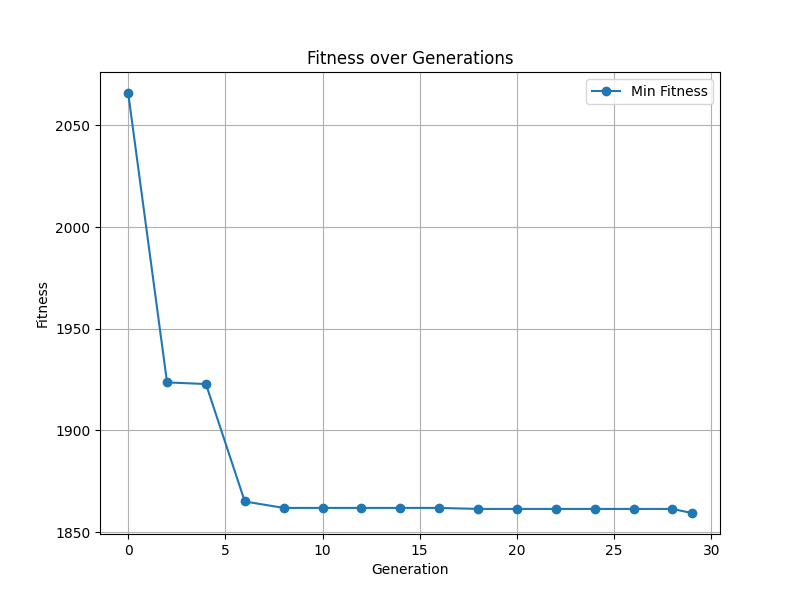 Fitness over Generations
Min Fitness
2050
2000
1950
1900
1850
Fitness
0 5 10 15 20 25 30
Generation